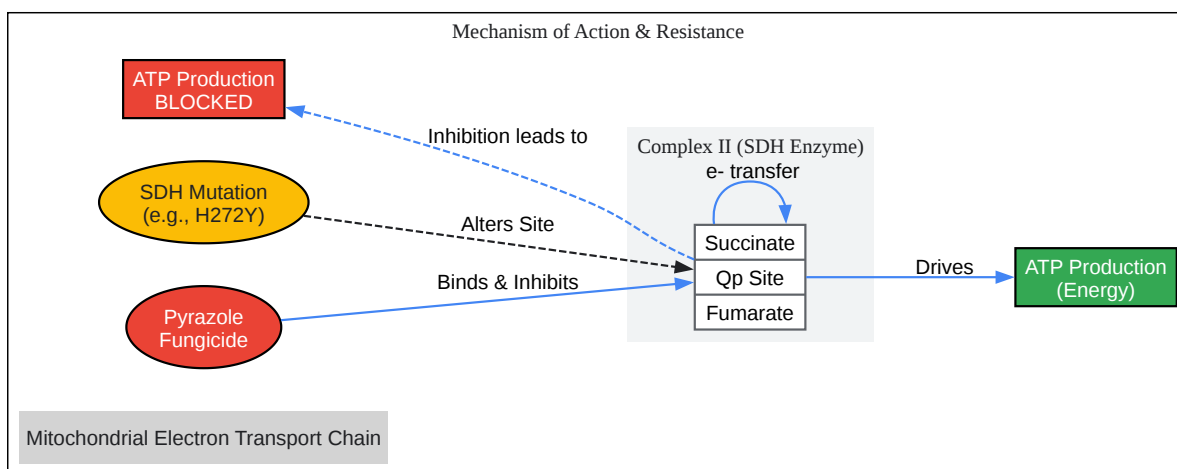 Mechanism of Action & Resistance
ATP Production
BLOCKED
Inhibition leads to
Complex II (SDH Enzyme)
e- transfer
SDH Mutation
(e.g., H272Y)
Alters Site
Succinate
Qp Site
Fumarate
Binds & Inhibits
Drives
ATP Production
(Energy)
Pyrazole
Fungicide
Mitochondrial Electron Transport Chain